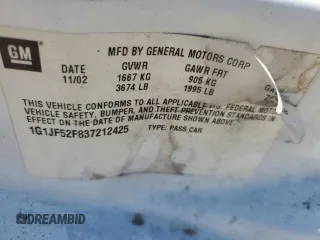 GM
MFD BY GENERAL MOTORS CORP
DATE GVWR GAWR FRT
11/02 1667 KG 905 KG
3674 LB 1995 LB
THIS VEHICLE CONFORMS TO ALL APPLICABLE U.S. FEDERAL MOTOR
VEHICLE SAFETY, BUMPER, AND THEFT PREVENTION STANDARDS
IN EFFECT ON THE DATE OF MANUFACTURE SHOWN ABOVE.
1G1JF52F837212425 TYPE: PASS CAR
DREAMBID